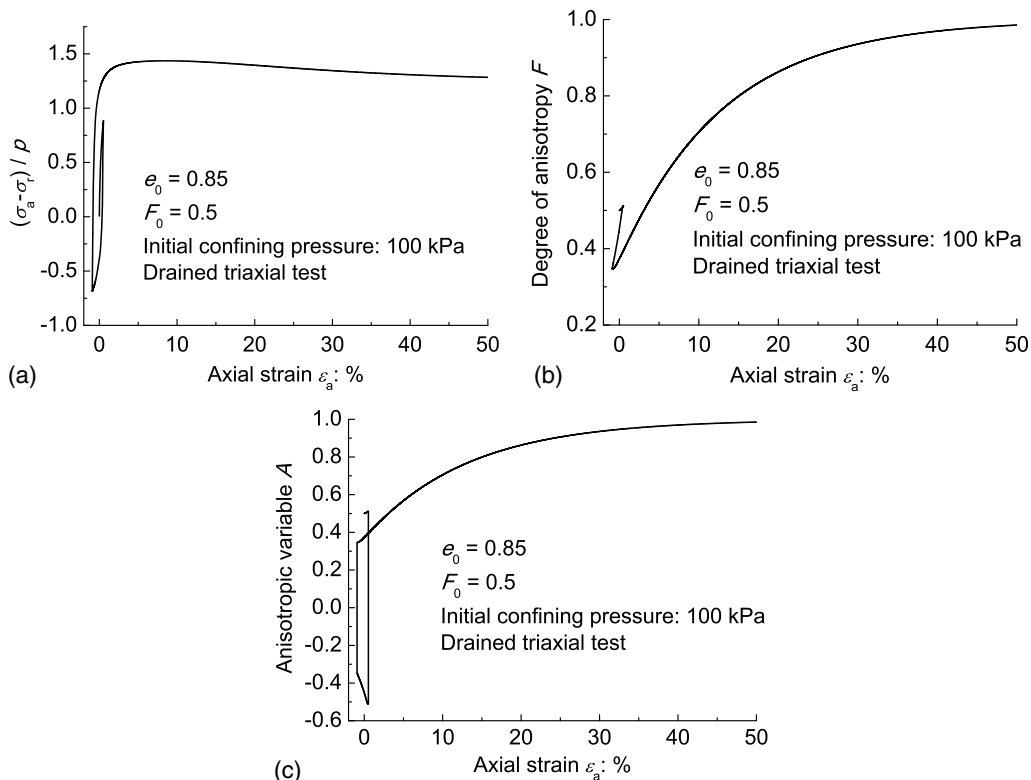 1.5
1.0
0.5
0.0
-0.5
-1.0
(σa-σr) / p
e0 = 0.85
F0 = 0.5
Initial confining pressure: 100 kPa
Drained triaxial test
0 10 20 30 40 50
Axial strain εa: %
(a)
1.0
0.8
0.6
0.4
0.2
Degree of anisotropy F
e0 = 0.85
F0 = 0.5
Initial confining pressure: 100 kPa
Drained triaxial test
0 10 20 30 40 50
Axial strain εa: %
(b)
1.0
0.8
0.6
0.4
0.2
0.0
-0.2
-0.4
-0.6
Anisotropic variable A
e0 = 0.85
F0 = 0.5
Initial confining pressure: 100 kPa
Drained triaxial test
0 10 20 30 40 50
Axial strain εa: %
(c)